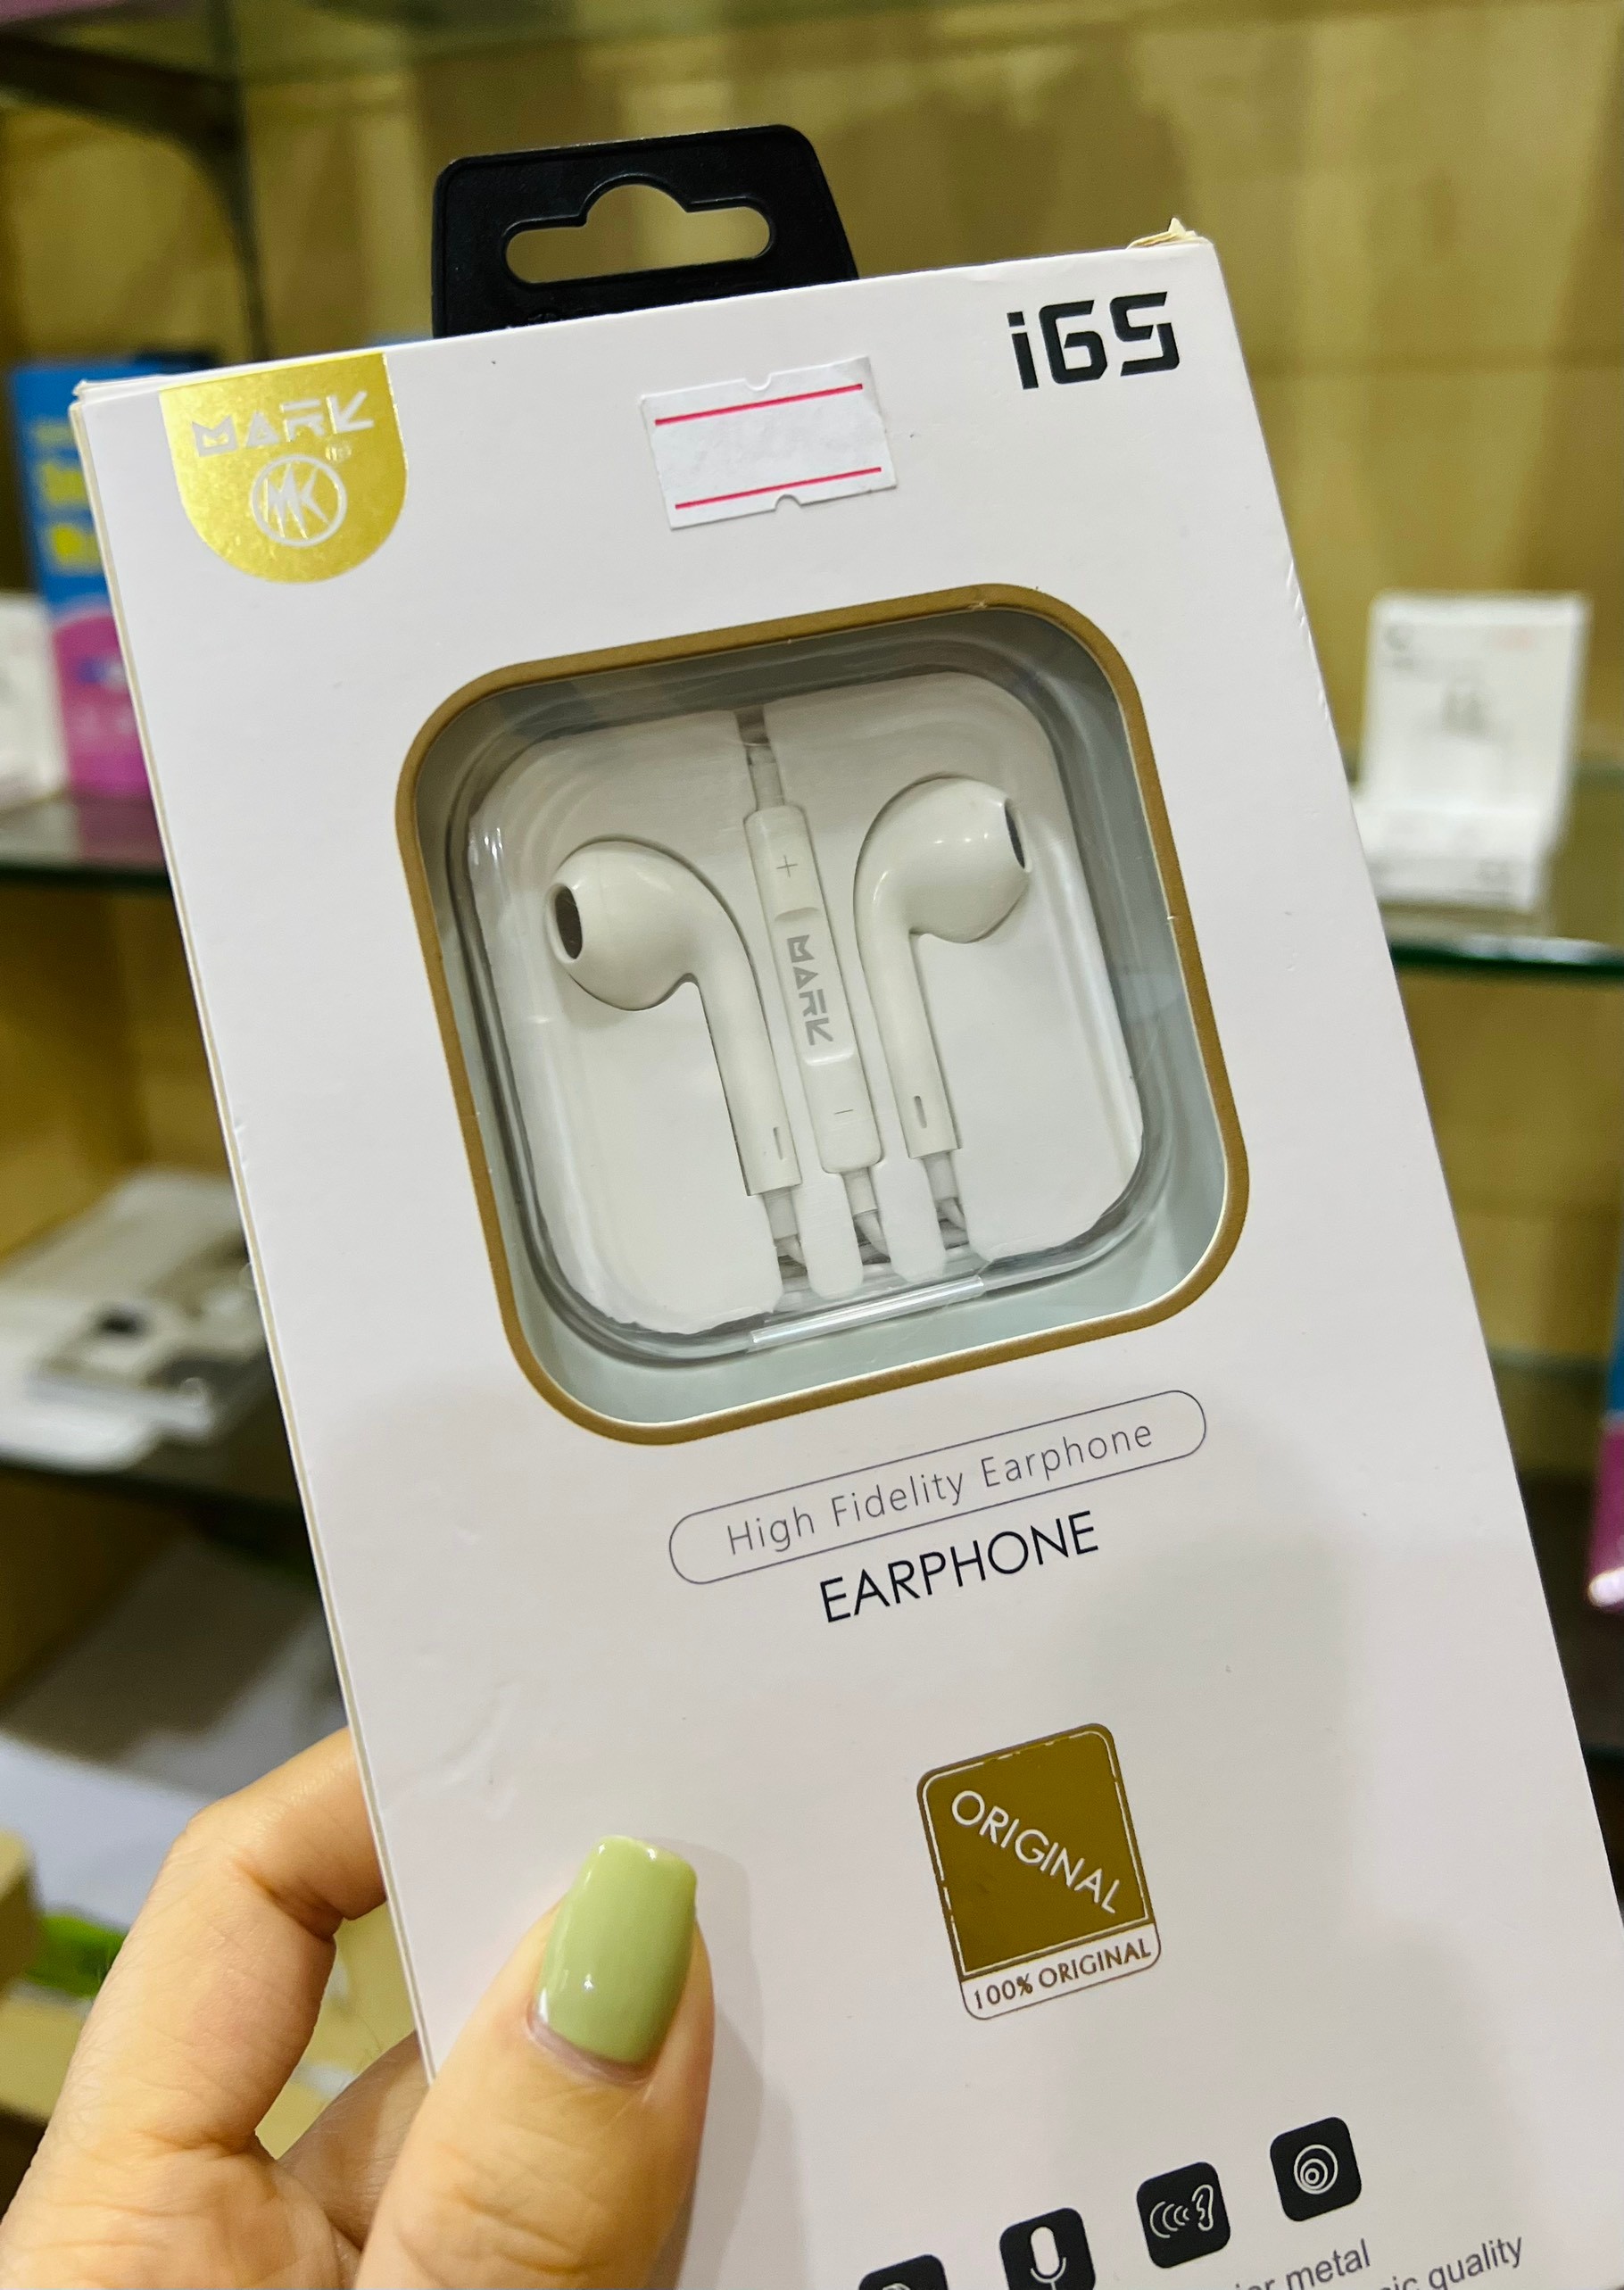 i6S
MARK
MK
+
MARK
-
High Fidelity Earphone
EARPHONE
ORIGINAL
100% ORIGINAL
metal
quality